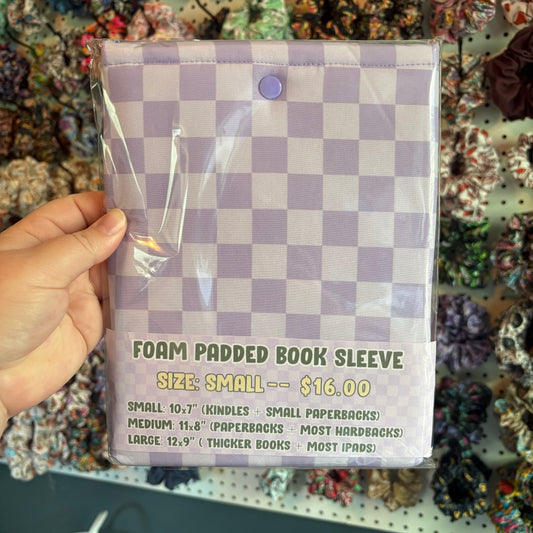 FOAM PADDED BOOK SLEEVE
SIZE: SMALL -- $16.00
SMALL: 10x7" (KINDLES + SMALL PAPERBACKS)
MEDIUM: 11x8" (PAPERBACKS + MOST HARDBACKS)
LARGE: 12x9" ( THICKER BOOKS + MOST IPADS)